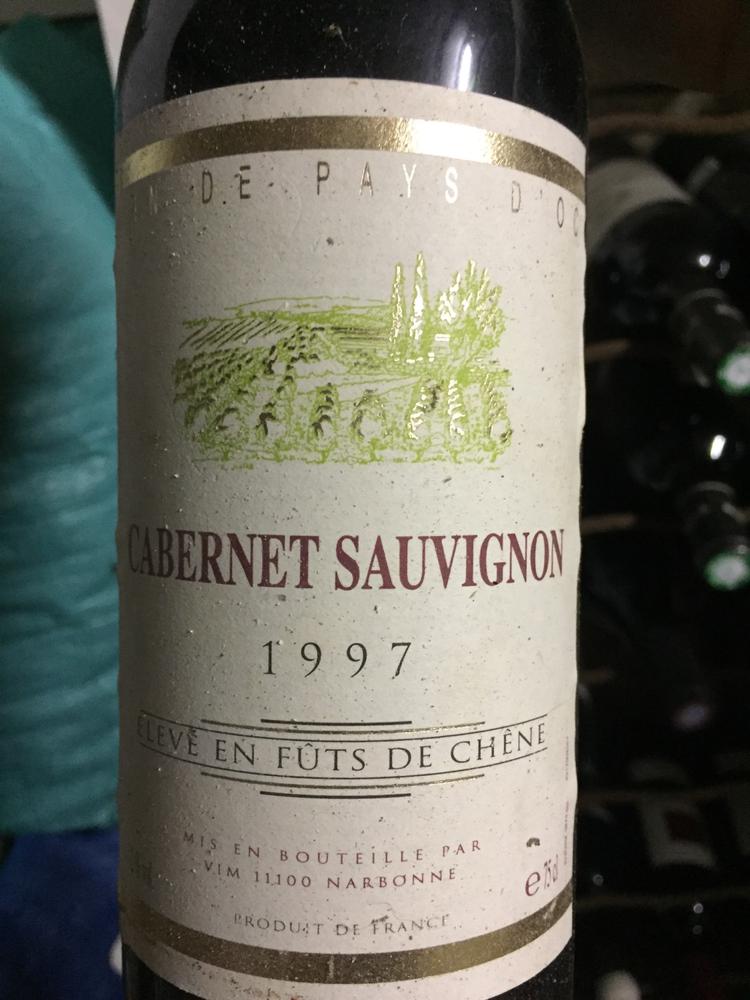 DE PAYS D'OC
CABERNET SAUVIGNON
1997
ÉLEVÉ EN FÛTS DE CHÊNE
MIS EN BOUTEILLE PAR
VIM 11100 NARBONNE
e 75 cl
PRODUIT DE FRANCE